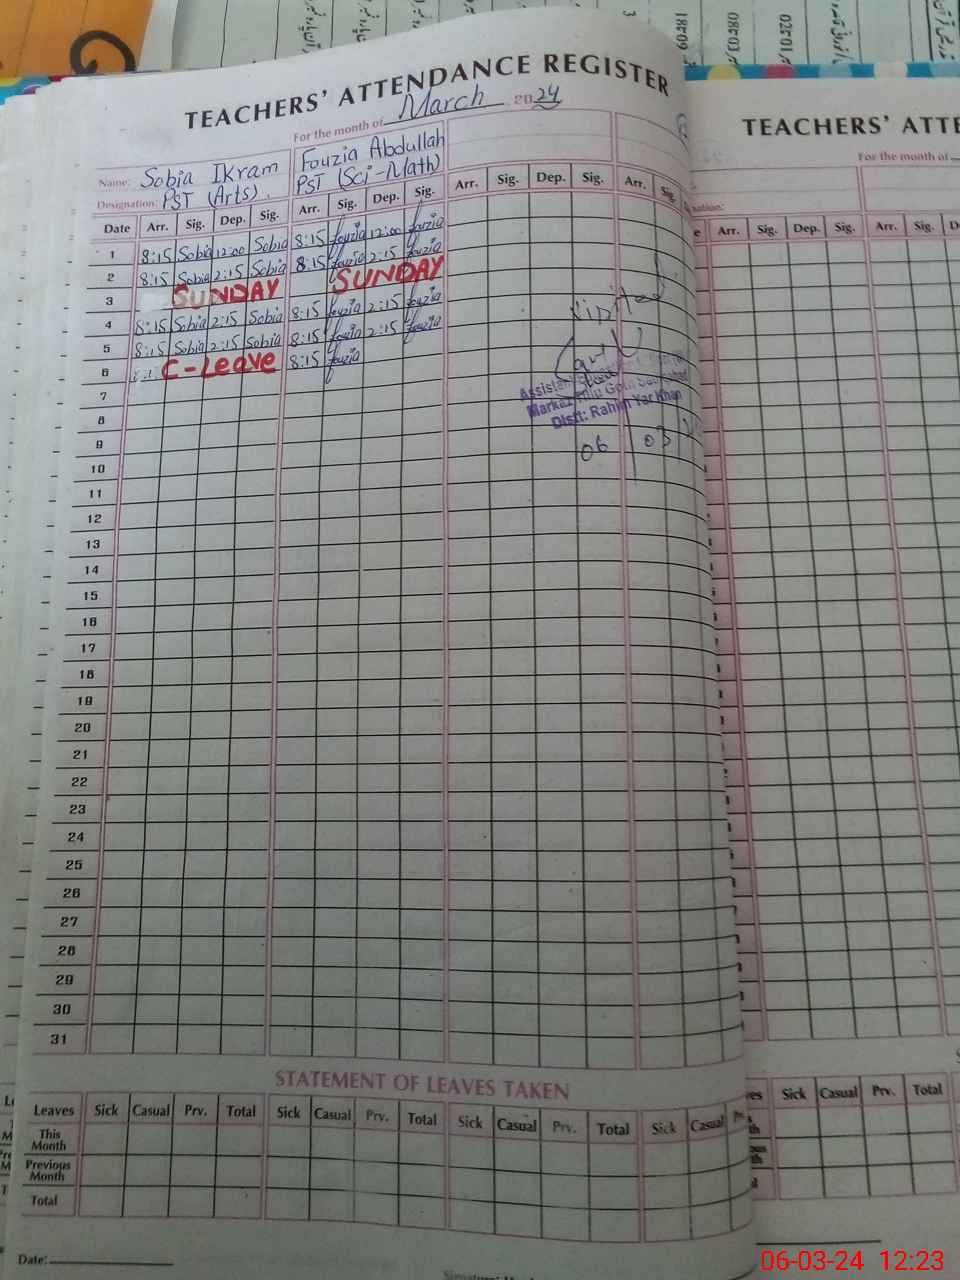 TEACHERS' ATTENDANCE REGISTER
For the month of March, 2024
Name: Sobia Ikram Fouzia Abdullah
Designation: PST (Arts). PST (Sci-Math)
Date Arr. Sig. Dep. Sig. Arr. Sig. Dep. Sig. Arr. Sig. Dep. Sig. Arr. Sig.
1 8:15 Sobia 12:00 Sobia 8:15 fouzia 12:00 fouzia
2 8:15 Sobia 2:15 Sobia 8:15 fouzia 2:15 fouzia
3 SUNDAY SUNDAY
4 8:15 Sobia 2:15 Sobia 8:15 fouzia 2:15 fouzia
5 8:15 Sobia 2:15 Sobia 8:15 fouzia 2:15 fouzia
6 C-Leave 8:15 fouzia
7
8
9
10
11
12
13
14
15
16
17
18
19
20
21
22
23
24
25
26
27
28
29
30
31
Visited
Markaz
Distt: Rahim Yar Khan
06 03
STATEMENT OF LEAVES TAKEN
Leaves Sick Casual Prv. Total Sick Casual Prv. Total Sick Casual Prv. Total Sick Casual
This Month
Previous Month
Total
Date:
TEACHERS' ATTE
For the month of
Arr. Sig. Dep. Sig. Arr. Sig.
Sick Casual Prv. Total
06-03-24 12:23